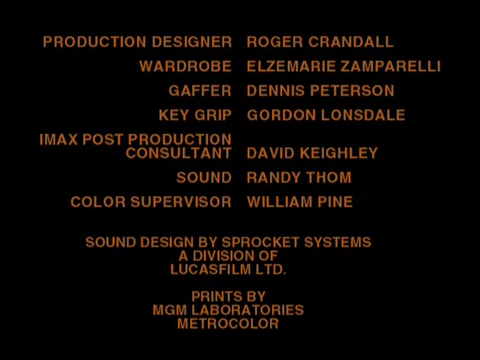 PRODUCTION DESIGNER ROGER CRANDALL
WARDROBE ELZEMARIE ZAMPARELLI
GAFFER DENNIS PETERSON
KEY GRIP GORDON LONSDALE
IMAX POST PRODUCTION
CONSULTANT DAVID KEIGHLEY
SOUND RANDY THOM
COLOR SUPERVISOR WILLIAM PINE
SOUND DESIGN BY SPROCKET SYSTEMS
A DIVISION OF
LUCASFILM LTD.
PRINTS BY
MGM LABORATORIES
METROCOLOR